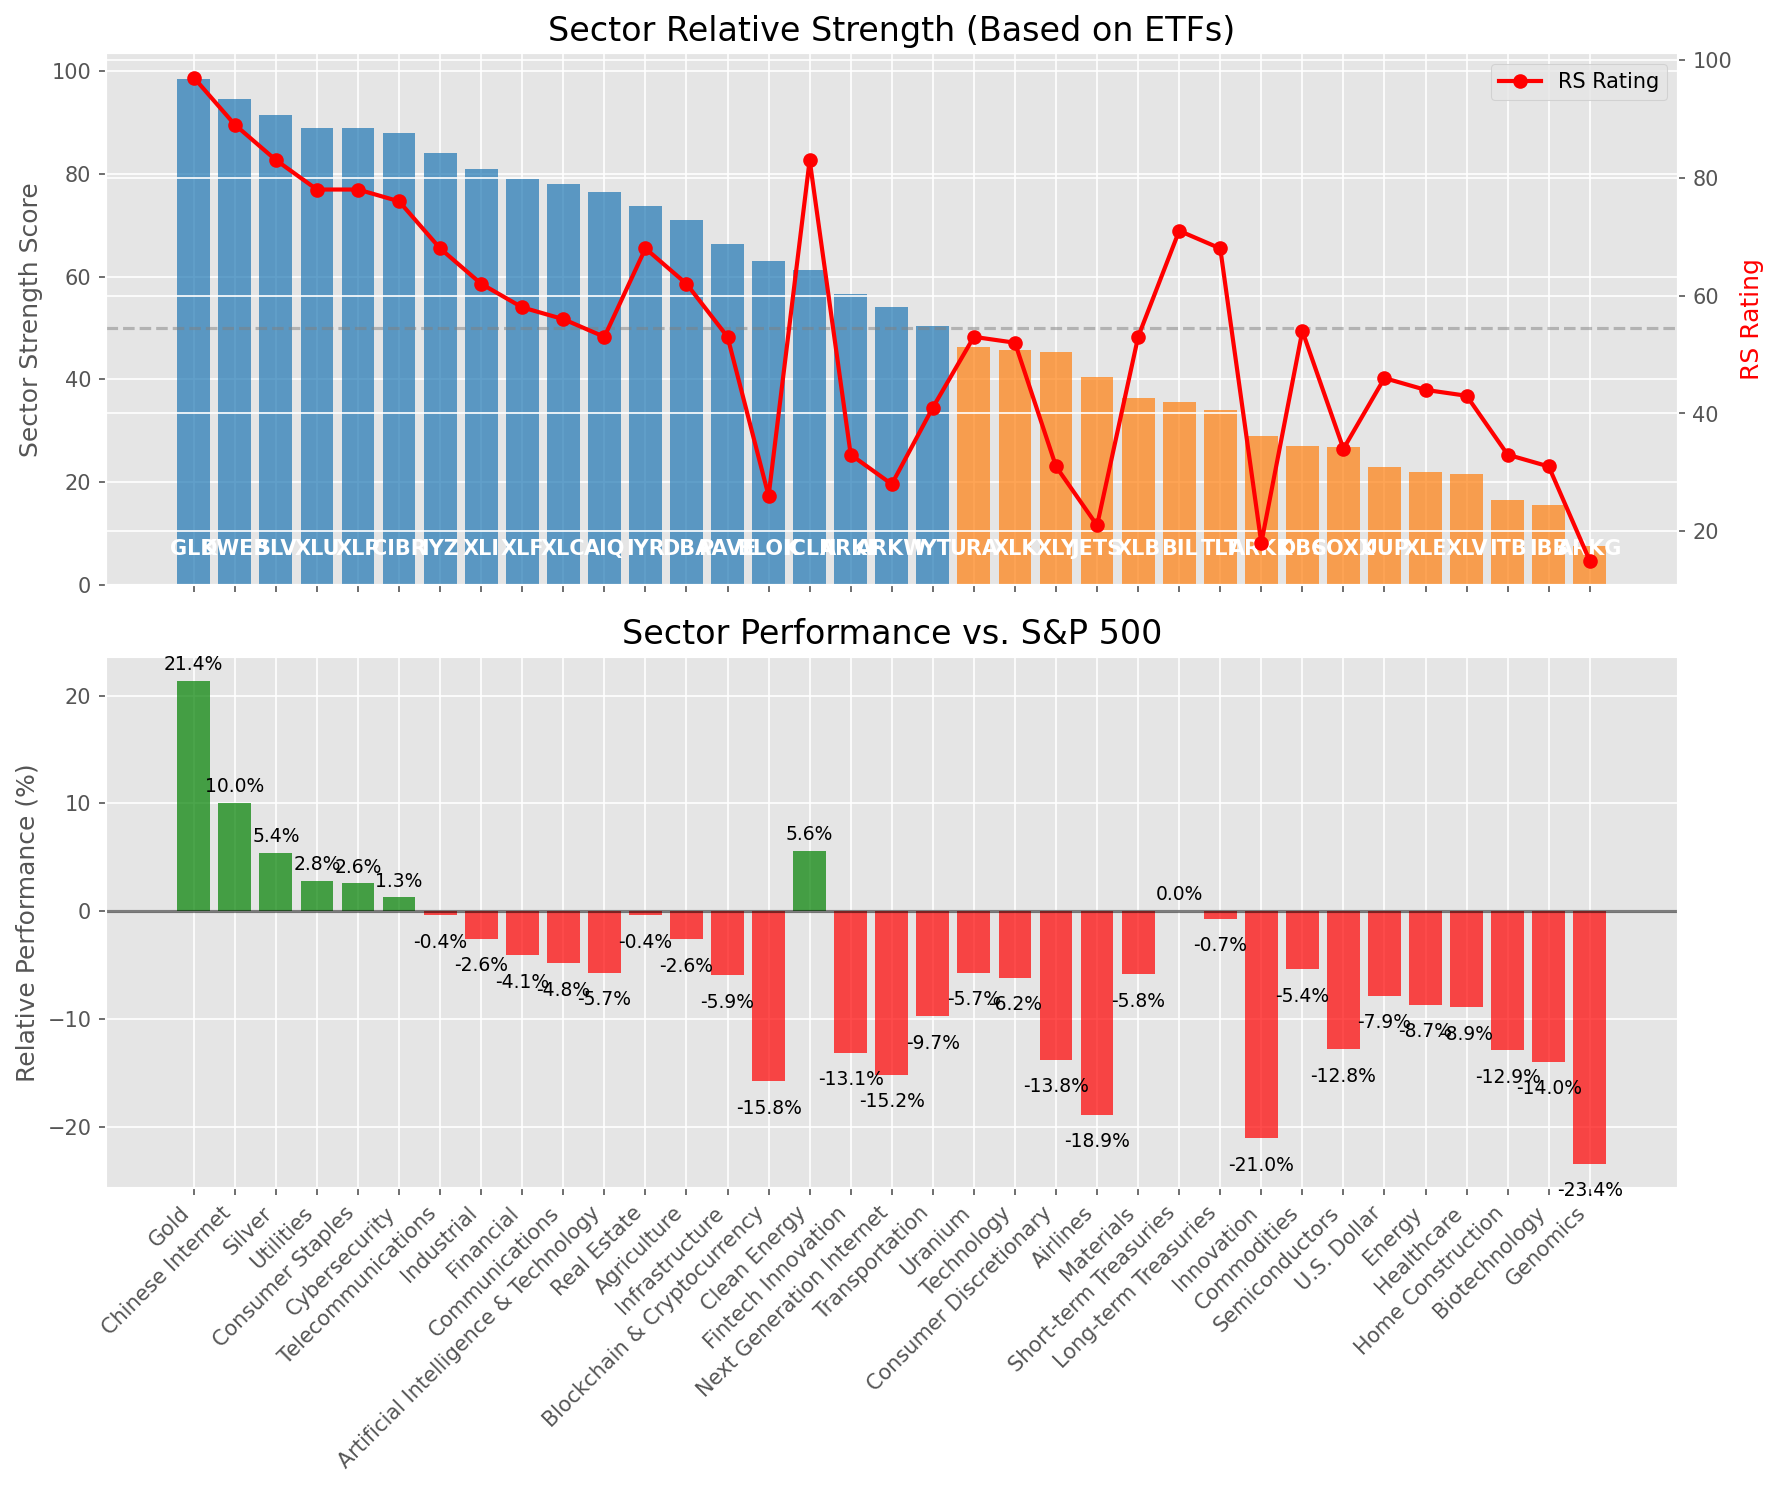 Sector Relative Strength (Based on ETFs)
RS Rating
Sector Strength Score
100
80
60
40
20
0
100
80
60
40
20
RS Rating
XLU XLI XLF XLC AIQ IYR URA XLK JETS XLB BIL TLT XLE XLV ITB
Sector Performance vs. S&P 500
Relative Performance (%)
20
10
0
−10
−20
21.4%
10.0%
5.4%
2.8%
2.6%
1.3%
-0.4%
-2.6%
-4.1%
-4.8%
-5.7%
-0.4%
-2.6%
-5.9%
-15.8%
5.6%
-13.1%
-15.2%
-9.7%
-5.7%
-6.2%
-13.8%
-18.9%
-5.8%
0.0%
-0.7%
-21.0%
-5.4%
-12.8%
-7.9%
-8.7%
-8.9%
-12.9%
-14.0%
-23.4%
Gold
Chinese Internet
Silver
Utilities
Consumer Staples
Cybersecurity
Telecommunications
Industrial
Financial
Communications
Artificial Intelligence & Technology
Real Estate
Agriculture
Infrastructure
Blockchain & Cryptocurrency
Clean Energy
Fintech Innovation
Next Generation Internet
Transportation
Uranium
Technology
Consumer Discretionary
Airlines
Materials
Short-term Treasuries
Long-term Treasuries
Innovation
Commodities
Semiconductors
U.S. Dollar
Energy
Healthcare
Home Construction
Biotechnology
Genomics